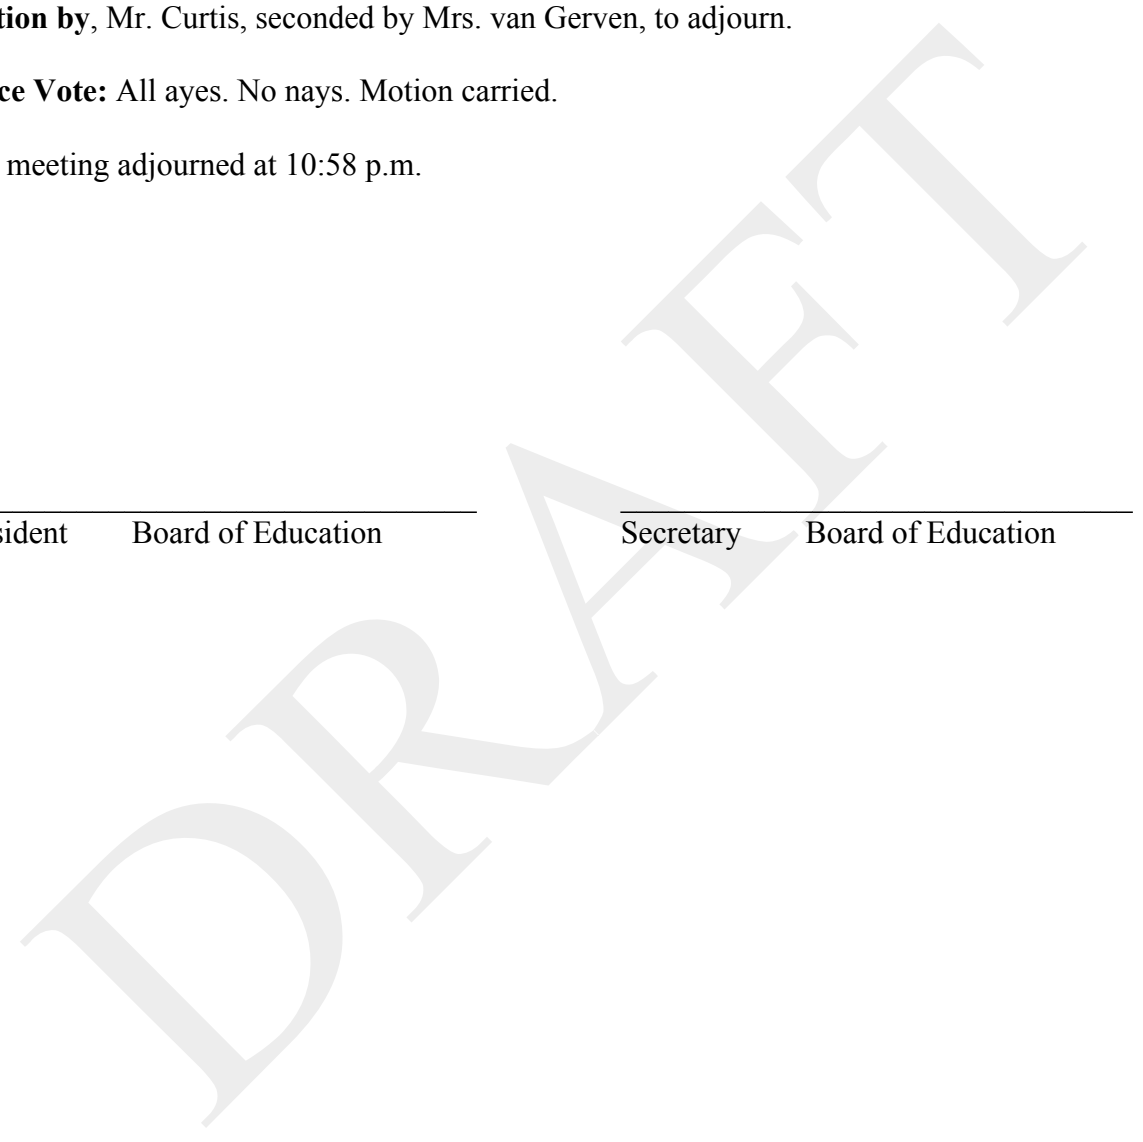 tion by, Mr. Curtis, seconded by Mrs. van Gerven, to adjourn.
ce Vote: All ayes. No nays. Motion carried.
meeting adjourned at 10:58 p.m.
sident Board of Education Secretary Board of Education
DRAFT